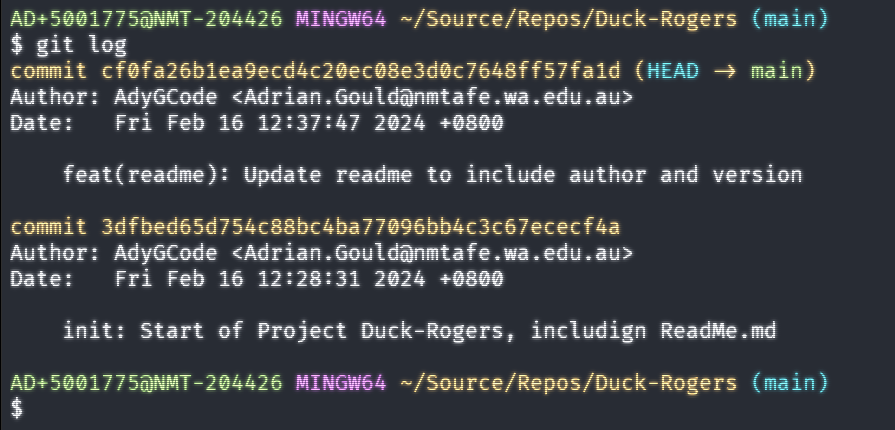 AD+5001775@NMT-204426 MINGW64 ~/Source/Repos/Duck-Rogers (main)
$ git log
commit cf0fa26b1ea9ecd4c20ec08e3d0c7648ff57fa1d (HEAD -> main)
Author: AdyGCode <Adrian.Gould@nmtafe.wa.edu.au>
Date:   Fri Feb 16 12:37:47 2024 +0800

    feat(readme): Update readme to include author and version

commit 3dfbed65d754c88bc4ba77096bb4c3c67ececf4a
Author: AdyGCode <Adrian.Gould@nmtafe.wa.edu.au>
Date:   Fri Feb 16 12:28:31 2024 +0800

    init: Start of Project Duck-Rogers, includign ReadMe.md

AD+5001775@NMT-204426 MINGW64 ~/Source/Repos/Duck-Rogers (main)
$